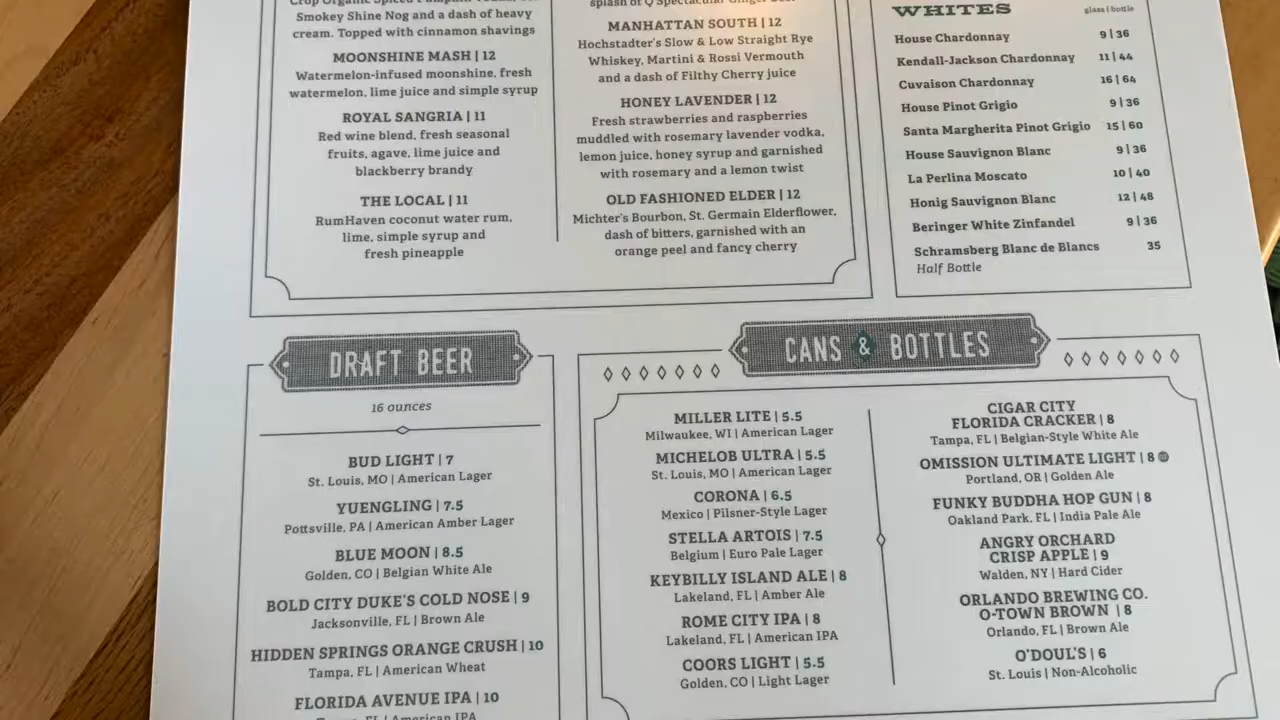 Smokey Shine Nog and a dash of heavy
cream. Topped with cinnamon shavings
MOONSHINE MASH | 12
Watermelon-infused moonshine, fresh
watermelon, lime juice and simple syrup
ROYAL SANGRIA | 11
Red wine blend, fresh seasonal
fruits, agave, lime juice and
blackberry brandy
THE LOCAL | 11
RumHaven coconut water rum,
lime, simple syrup and
fresh pineapple
MANHATTAN SOUTH | 12
Hochstadter's Slow & Low Straight Rye
Whiskey, Martini & Rossi Vermouth
and a dash of Filthy Cherry juice
HONEY LAVENDER | 12
Fresh strawberries and raspberries
muddled with rosemary lavender vodka,
lemon juice, honey syrup and garnished
with rosemary and a lemon twist
OLD FASHIONED ELDER | 12
Michter's Bourbon, St. Germain Elderflower,
dash of bitters, garnished with an
orange peel and fancy cherry
WHITES glass | bottle
House Chardonnay 9 | 36
Kendall-Jackson Chardonnay 11 | 44
Cuvaison Chardonnay 16 | 64
House Pinot Grigio 9 | 36
Santa Margherita Pinot Grigio 15 | 60
House Sauvignon Blanc 9 | 36
La Perlina Moscato 10 | 40
Honig Sauvignon Blanc 12 | 48
Beringer White Zinfandel 9 | 36
Schramsberg Blanc de Blancs 35
Half Bottle
DRAFT BEER
16 ounces
BUD LIGHT | 7
St. Louis, MO | American Lager
YUENGLING | 7.5
Pottsville, PA | American Amber Lager
BLUE MOON | 8.5
Golden, CO | Belgian White Ale
BOLD CITY DUKE'S COLD NOSE | 9
Jacksonville, FL | Brown Ale
HIDDEN SPRINGS ORANGE CRUSH | 10
Tampa, FL | American Wheat
FLORIDA AVENUE IPA | 10
Tampa, FL | American IPA
CANS & BOTTLES
MILLER LITE | 5.5
Milwaukee, WI | American Lager
MICHELOB ULTRA | 5.5
St. Louis, MO | American Lager
CORONA | 6.5
Mexico | Pilsner-Style Lager
STELLA ARTOIS | 7.5
Belgium | Euro Pale Lager
KEYBILLY ISLAND ALE | 8
Lakeland, FL | Amber Ale
ROME CITY IPA | 8
Lakeland, FL | American IPA
COORS LIGHT | 5.5
Golden, CO | Light Lager
CIGAR CITY
FLORIDA CRACKER | 8
Tampa, FL | Belgian-Style White Ale
OMISSION ULTIMATE LIGHT | 8
Portland, OR | Golden Ale
FUNKY BUDDHA HOP GUN | 8
Oakland Park, FL | India Pale Ale
ANGRY ORCHARD
CRISP APPLE | 9
Walden, NY | Hard Cider
ORLANDO BREWING CO.
O-TOWN BROWN | 8
Orlando, FL | Brown Ale
O'DOUL'S | 6
St. Louis | Non-Alcoholic